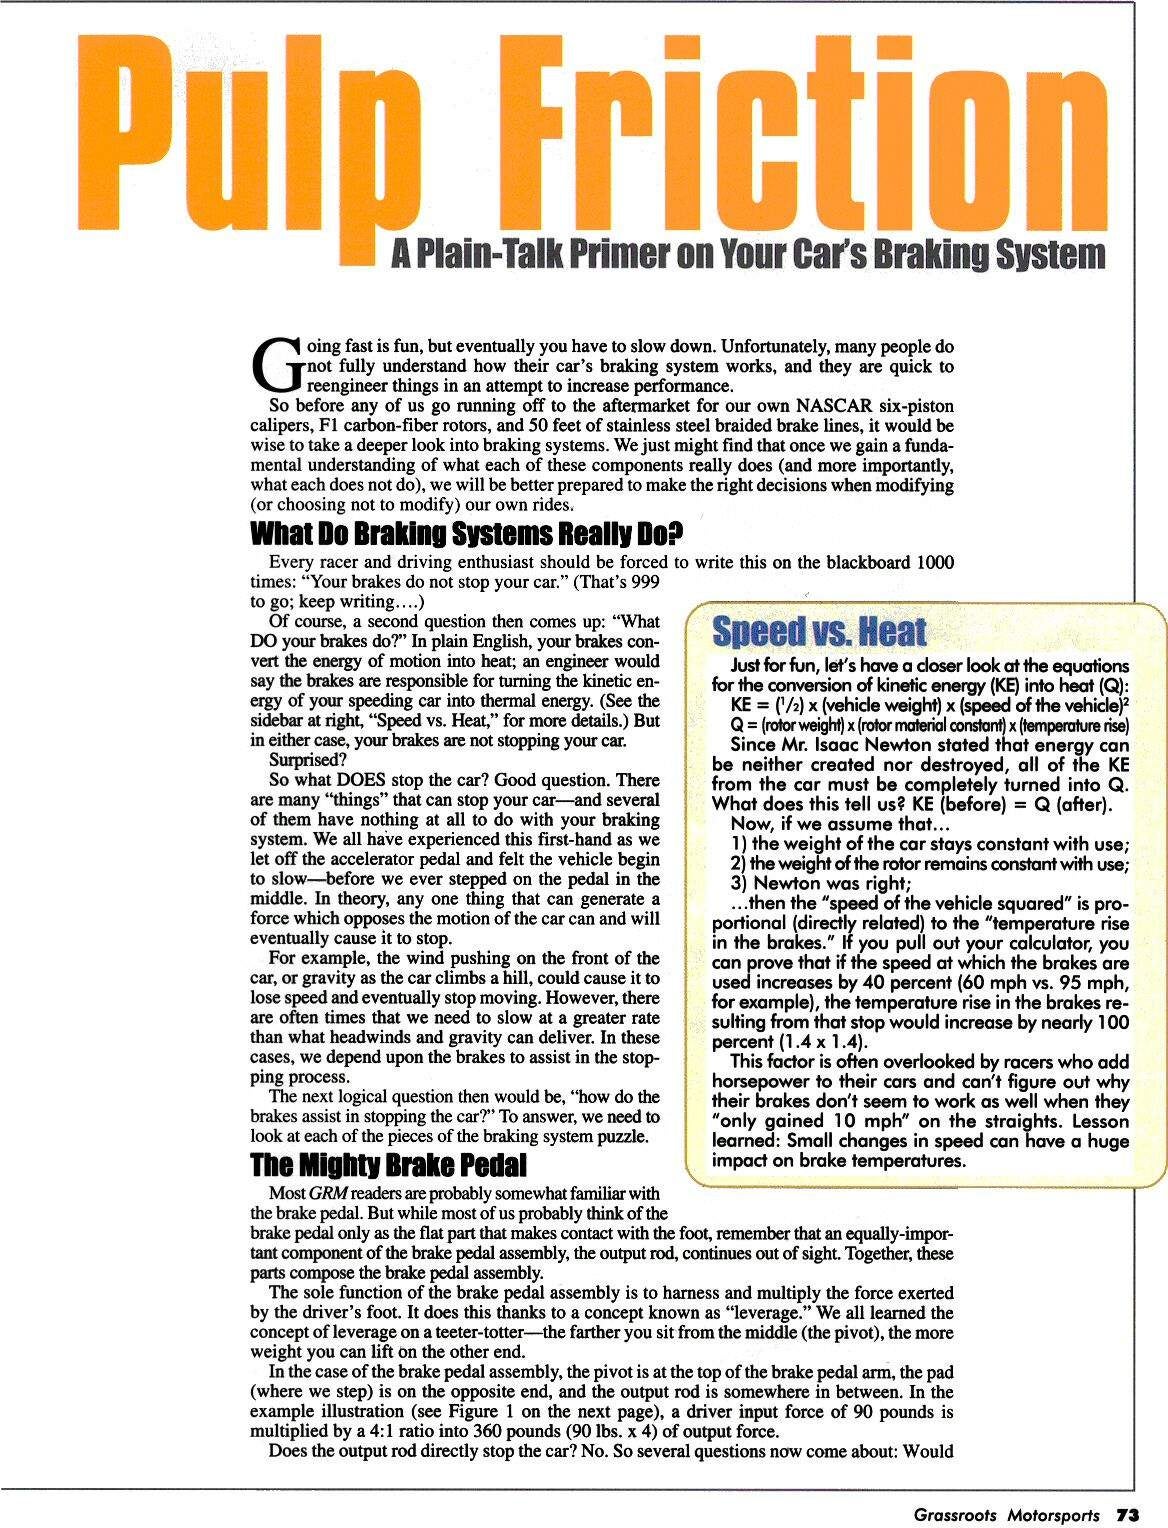 Pulp Friction
A Plain-Talk Primer on Your Car's Braking System
Going fast is fun, but eventually you have to slow down. Unfortunately, many people do
not fully understand how their car's braking system works, and they are quick to
reengineer things in an attempt to increase performance.
So before any of us go running off to the aftermarket for our own NASCAR six-piston
calipers, F1 carbon-fiber rotors, and 50 feet of stainless steel braided brake lines, it would be
wise to take a deeper look into braking systems. We just might find that once we gain a funda-
mental understanding of what each of these components really does (and more importantly,
what each does not do), we will be better prepared to make the right decisions when modifying
(or choosing not to modify) our own rides.
What Do Braking Systems Really Do?
Every racer and driving enthusiast should be forced to write this on the blackboard 1000
times: "Your brakes do not stop your car." (That's 999
to go; keep writing....)
Of course, a second question then comes up: "What
DO your brakes do?" In plain English, your brakes con-
vert the energy of motion into heat; an engineer would
say the brakes are responsible for turning the kinetic en-
ergy of your speeding car into thermal energy. (See the
sidebar at right, "Speed vs. Heat," for more details.) But
in either case, your brakes are not stopping your car.
Surprised?
So what DOES stop the car? Good question. There
are many "things" that can stop your car—and several
of them have nothing at all to do with your braking
system. We all have experienced this first-hand as we
let off the accelerator pedal and felt the vehicle begin
to slow—before we ever stepped on the pedal in the
middle. In theory, any one thing that can generate a
force which opposes the motion of the car can and will
eventually cause it to stop.
For example, the wind pushing on the front of the
car, or gravity as the car climbs a hill, could cause it to
lose speed and eventually stop moving. However, there
are often times that we need to slow at a greater rate
than what headwinds and gravity can deliver. In these
cases, we depend upon the brakes to assist in the stop-
ping process.
The next logical question then would be, "how do the
brakes assist in stopping the car?" To answer, we need to
look at each of the pieces of the braking system puzzle.
The Mighty Brake Pedal
Most GRM readers are probably somewhat familiar with
the brake pedal. But while most of us probably think of the
brake pedal only as the flat part that makes contact with the foot, remember that an equally-impor-
tant component of the brake pedal assembly, the output rod, continues out of sight. Together, these
parts compose the brake pedal assembly.
The sole function of the brake pedal assembly is to harness and multiply the force exerted
by the driver's foot. It does this thanks to a concept known as "leverage." We all learned the
concept of leverage on a teeter-totter—the farther you sit from the middle (the pivot), the more
weight you can lift on the other end.
In the case of the brake pedal assembly, the pivot is at the top of the brake pedal arm, the pad
(where we step) is on the opposite end, and the output rod is somewhere in between. In the
example illustration (see Figure 1 on the next page), a driver input force of 90 pounds is
multiplied by a 4:1 ratio into 360 pounds (90 lbs. x 4) of output force.
Does the output rod directly stop the car? No. So several questions now come about: Would
Speed vs. Heat
Just for fun, let's have a closer look at the equations
for the conversion of kinetic energy (KE) into heat (Q):
KE = (1/2) x (vehicle weight) x (speed of the vehicle)²
Q = (rotor weight) x (rotor material constant) x (temperature rise)
Since Mr. Isaac Newton stated that energy can
be neither created nor destroyed, all of the KE
from the car must be completely turned into Q.
What does this tell us? KE (before) = Q (after).
Now, if we assume that...
1) the weight of the car stays constant with use;
2) the weight of the rotor remains constant with use;
3) Newton was right;
...then the "speed of the vehicle squared" is pro-
portional (directly related) to the "temperature rise
in the brakes." If you pull out your calculator, you
can prove that if the speed at which the brakes are
used increases by 40 percent (60 mph vs. 95 mph,
for example), the temperature rise in the brakes re-
sulting from that stop would increase by nearly 100
percent (1.4 x 1.4).
This factor is often overlooked by racers who add
horsepower to their cars and can't figure out why
their brakes don't seem to work as well when they
"only gained 10 mph" on the straights. Lesson
learned: Small changes in speed can have a huge
impact on brake temperatures.
Grassroots Motorsports 73